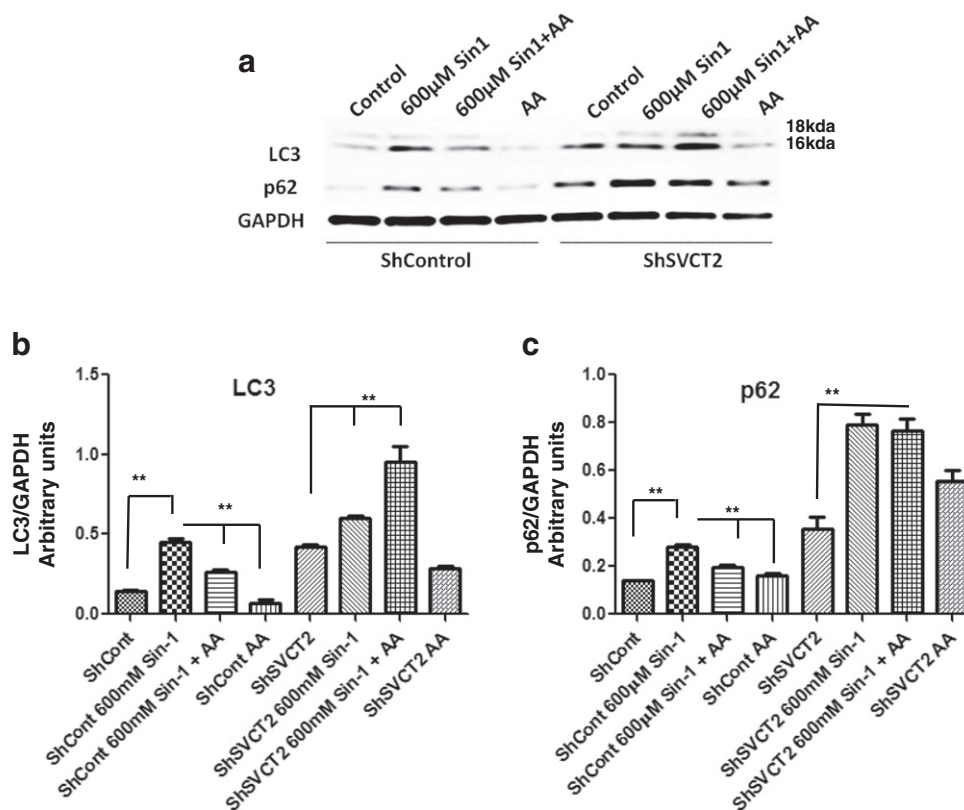 a
Control
600µM Sin1
600µM Sin1+AA
AA
Control
600µM Sin1
600µM Sin1+AA
AA
18kda
16kda
LC3
p62
GAPDH
ShControl
ShSVCT2
b
LC3
LC3/GAPDH
Arbitrary units
1.5
1.0
0.5
0.0
**
**
**
ShCont
ShCont 600mM Sin-1
ShCont 600mM Sin-1 + AA
ShCont AA
ShSVCT2
ShSVCT2 600mM Sin-1
ShSVCT2 600mM Sin-1 + AA
ShSVCT2 AA
c
p62
p62/GAPDH
Arbitrary units
1.0
0.8
0.6
0.4
0.2
0.0
**
**
**
ShCont
ShCont 600µM Sin-1
ShCont 600µM Sin-1 + AA
ShCont AA
ShSVCT2
ShSVCT2 600mM Sin-1
ShSVCT2 600mM Sin-1 + AA
ShSVCT2 AA